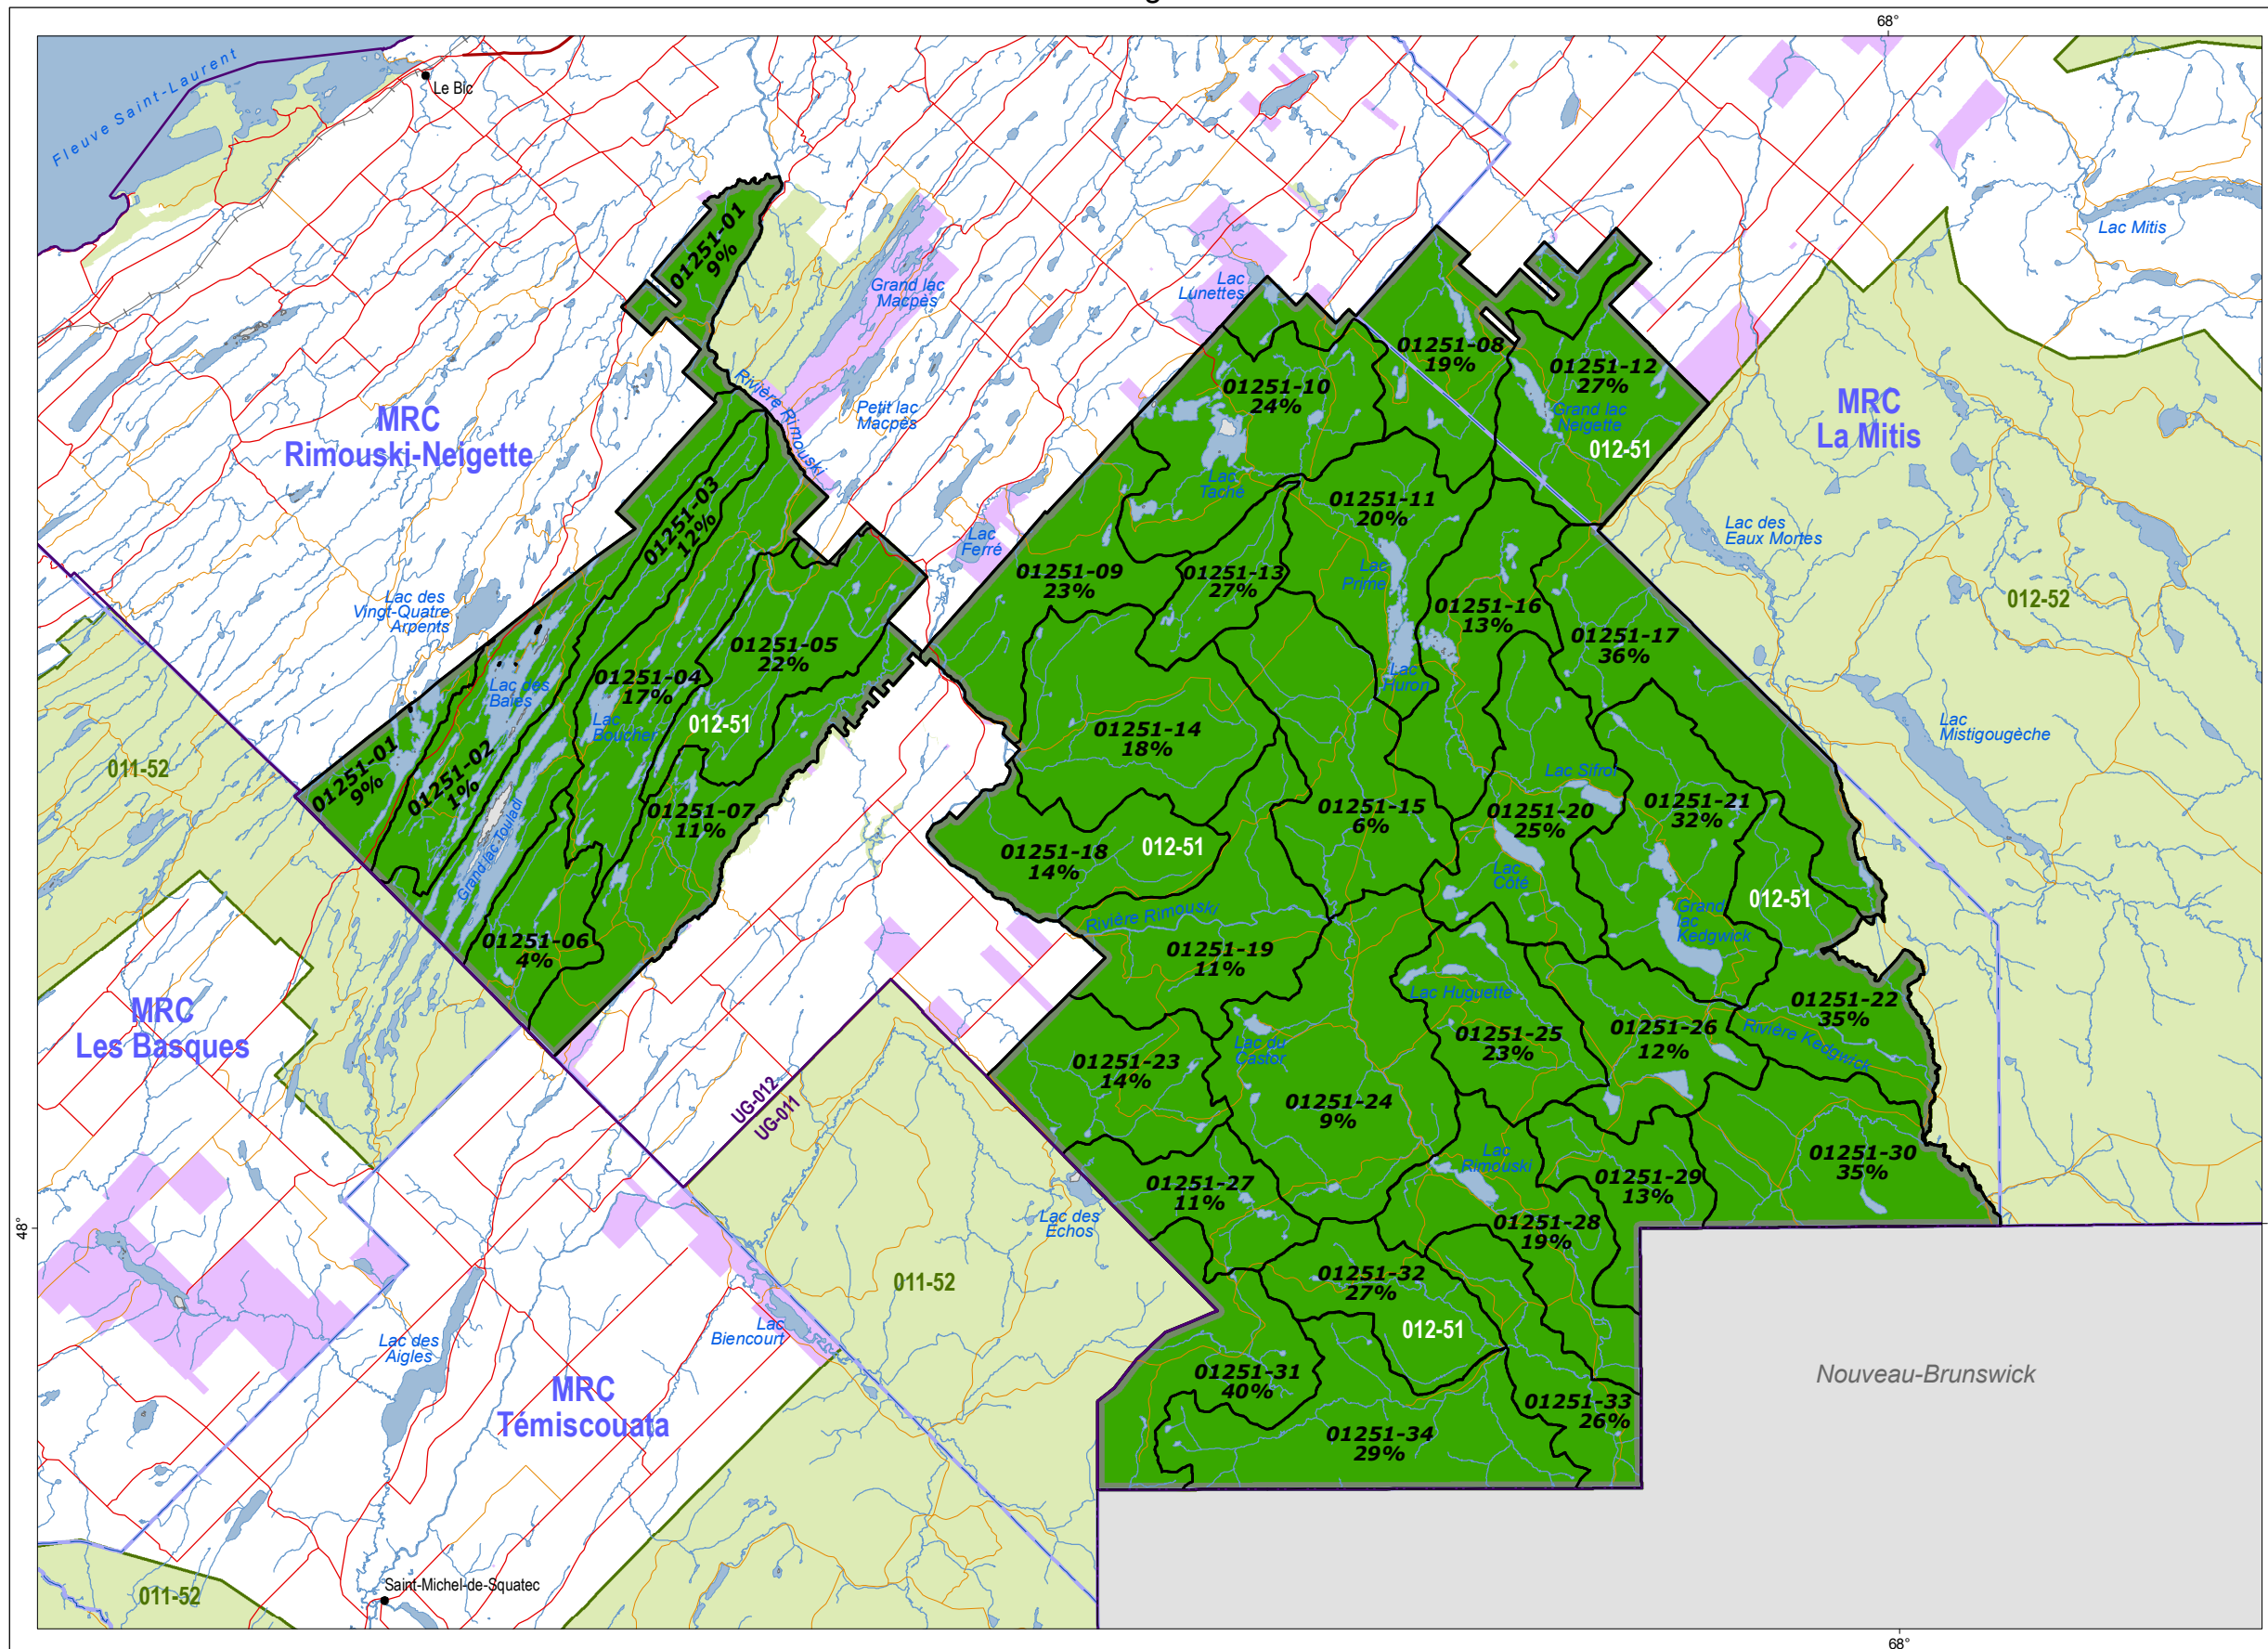 68°
Fleuve Saint-Laurent
Le Bic
01251-01
9%
Grand lac
Macpès
Lac
Lunettes
Lac Mitis
01251-08
19%
01251-12
27%
Grand lac
Neigette
012-51
01251-10
24%
Rivière Rimouski
Petit lac
Macpès
MRC
Rimouski-Neigette
MRC
La Mitis
Lac
Taché
01251-11
20%
01251-03
12%
Lac
Ferré
Lac des
Eaux Mortes
01251-09
23%
01251-13
27%
Lac
Prime
012-52
Lac des
Vingt-Quatre
Arpents
01251-16
13%
01251-17
36%
01251-05
22%
01251-04
17%
Lac
Huron
Lac des
Baies
Lac
Boucher
012-51
01251-14
18%
Lac
Mistigougèche
011-52
01251-01
9%
01251-02
1%
Lac Sifroi
01251-21
32%
01251-15
6%
01251-20
25%
01251-07
11%
Grand lac Touladi
01251-18
14%
012-51
Lac
Côté
012-51
Grand
lac
Kedgwick
Rivière Rimouski
01251-06
4%
01251-19
11%
Lac Huguette
01251-22
35%
MRC
Les Basques
01251-25
23%
01251-26
12%
Rivière Kedgwick
Lac du
Castor
01251-23
14%
UG-012
UG-011
01251-24
9%
Lac
Rimouski
01251-30
35%
01251-27
11%
01251-29
13%
Lac des
Échos
01251-28
19%
48°
01251-32
27%
011-52
Lac
Biencourt
012-51
Lac des
Aigles
01251-31
40%
Nouveau-Brunswick
MRC
Témiscouata
01251-33
26%
01251-34
29%
Saint-Michel-de-Squatec
011-52
68°